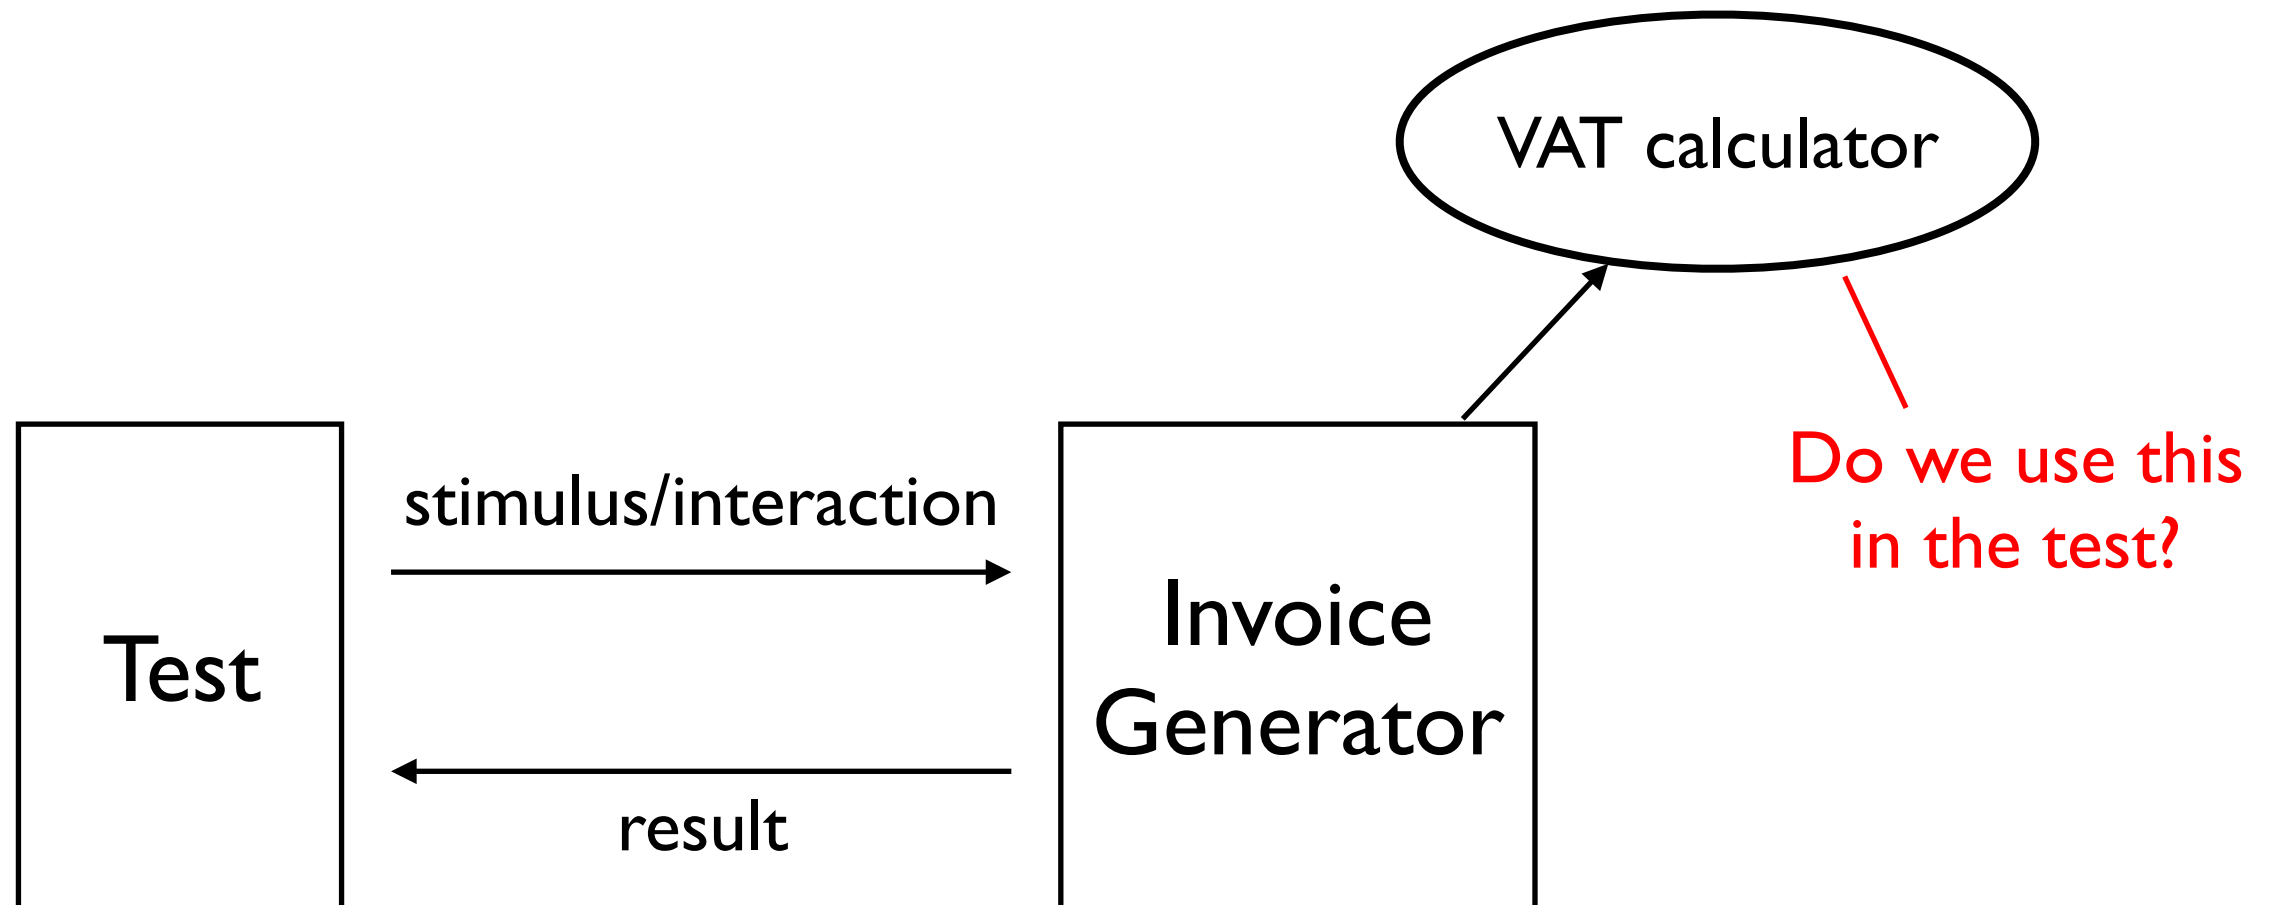 VAT calculator
Do we use this
in the test?
stimulus/interaction
Test
Invoice
Generator
result